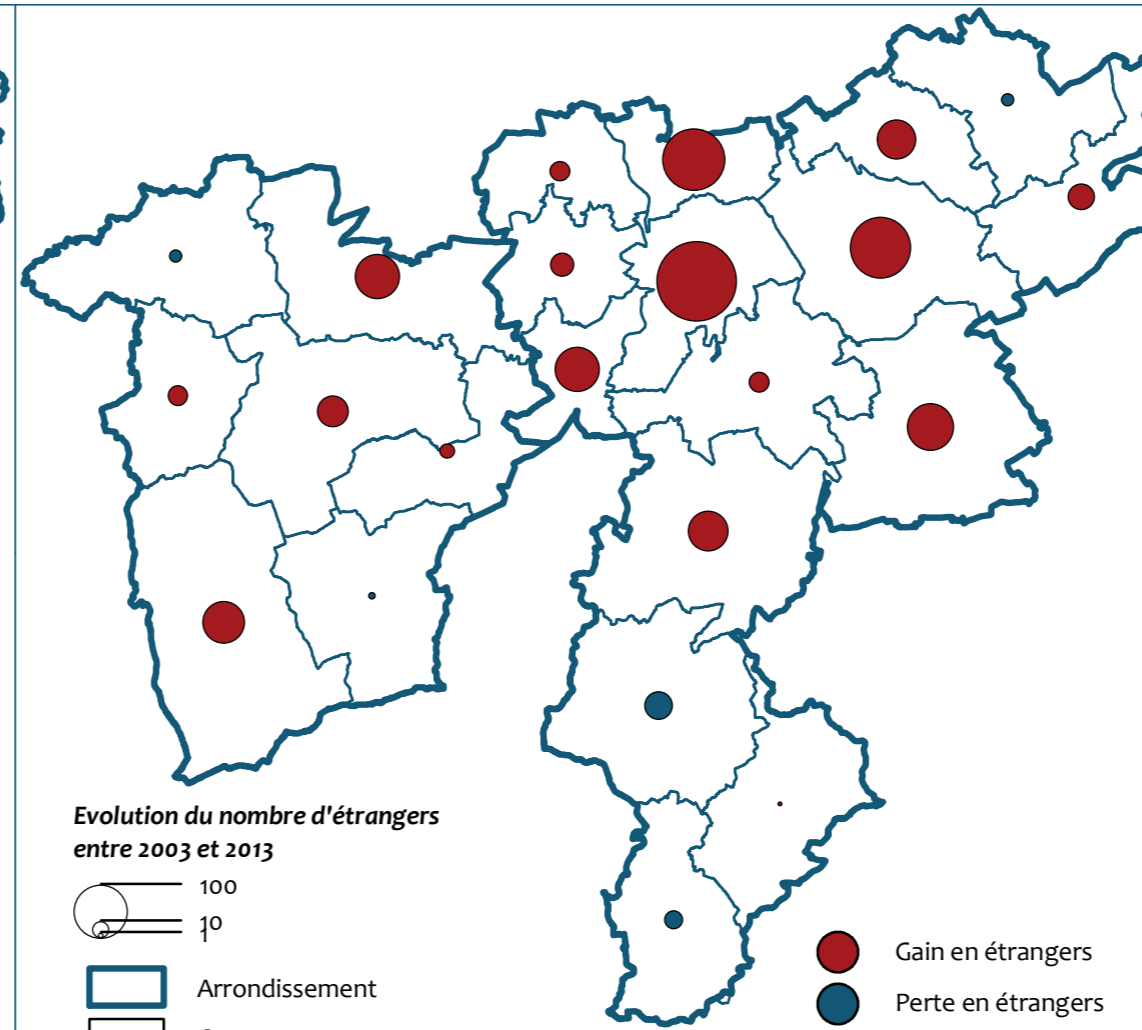 Evolution du nombre d'étrangers
entre 2003 et 2013
100
10
1
Arrondissement
Gain en étrangers
Perte en étrangers